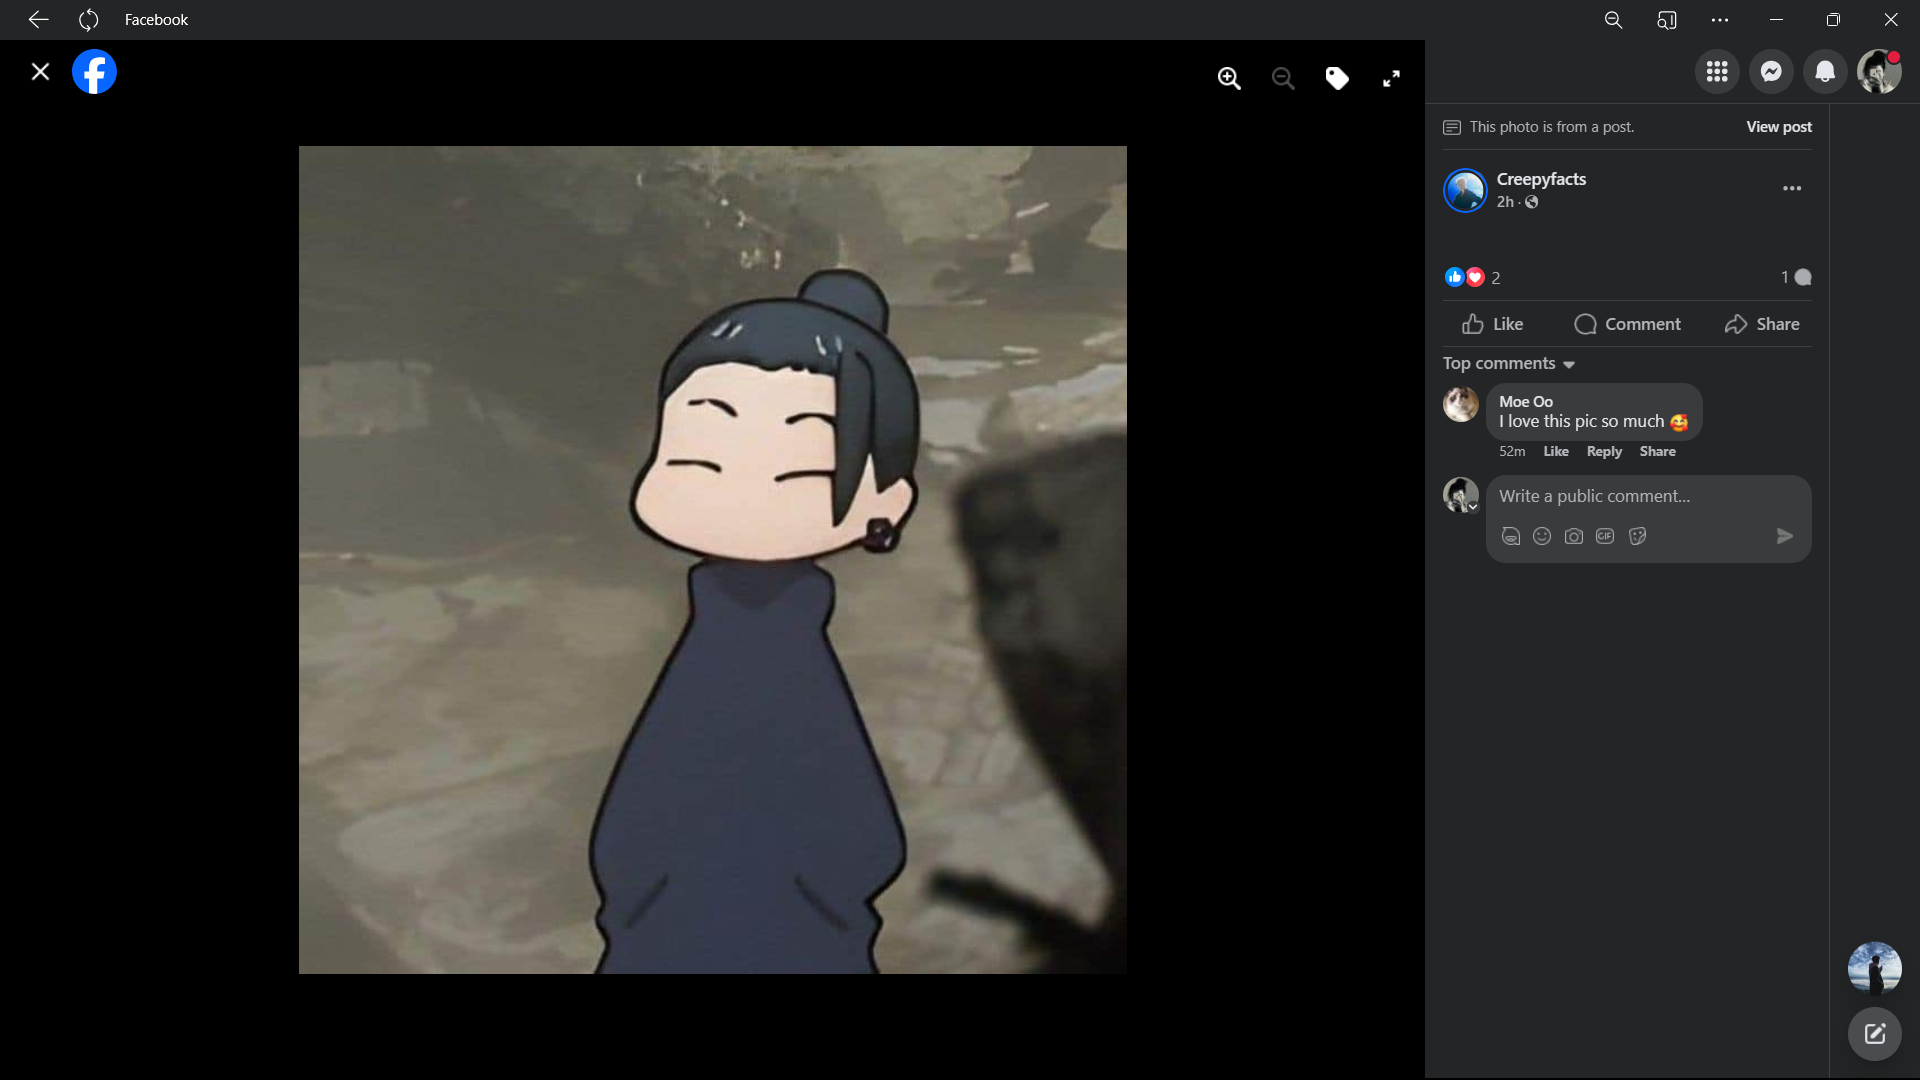 Facebook
This photo is from a post.
View post
Creepyfacts
2h ·
2
1
Like
Comment
Share
Top comments
Moe Oo
I love this pic so much 🥰
52m Like Reply Share
Write a public comment...
GIF